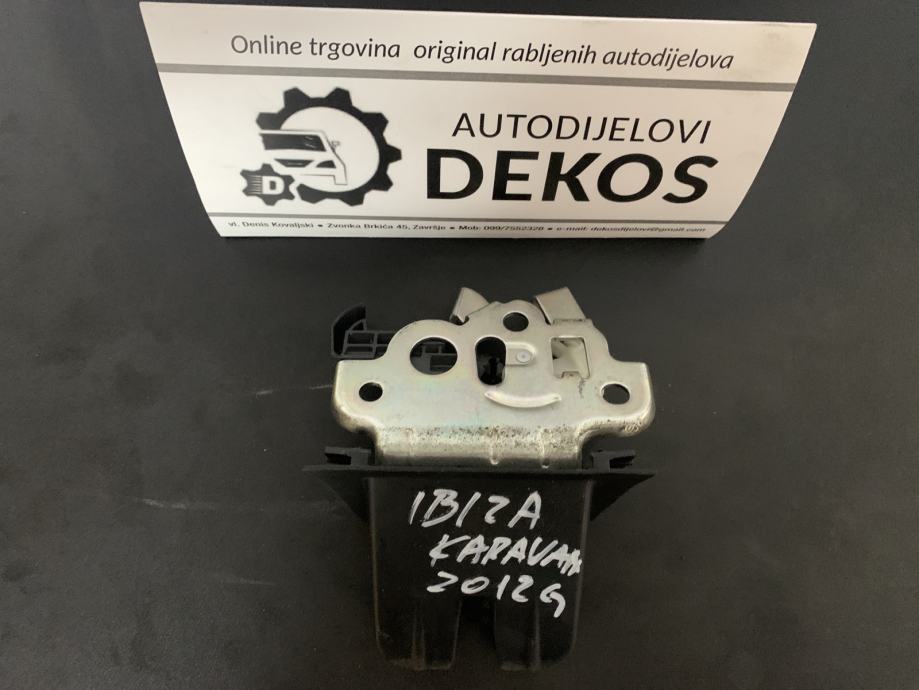 Online trgovina original rabljenih autodijelova
D
AUTODIJELOVI
DEKOS
vl. Denis Kovaljski • Zvonka Brkića 45, Završje • Mob: 099/7552328 • e-mail: dekosdijelovi@gmail.com
IBIZA
KARAVAN
2012G